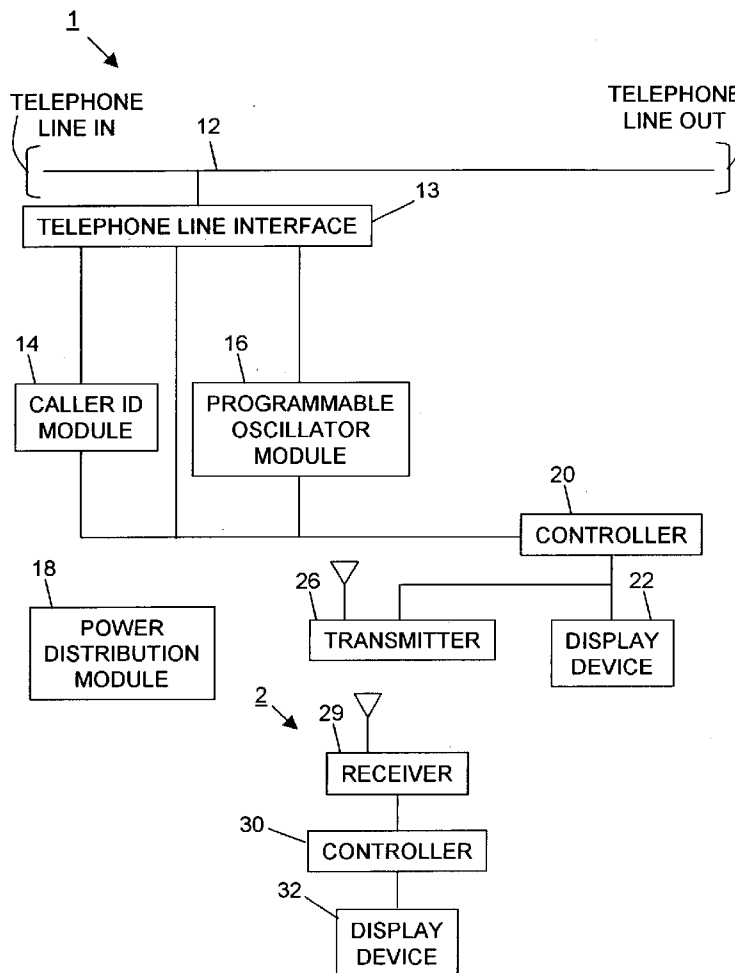 1
TELEPHONE
LINE IN
TELEPHONE
LINE OUT
12
13
TELEPHONE LINE INTERFACE
14
16
CALLER ID
MODULE
PROGRAMMABLE
OSCILLATOR
MODULE
20
CONTROLLER
18
26
22
POWER
DISTRIBUTION
MODULE
TRANSMITTER
DISPLAY
DEVICE
2
29
RECEIVER
30
CONTROLLER
32
DISPLAY
DEVICE